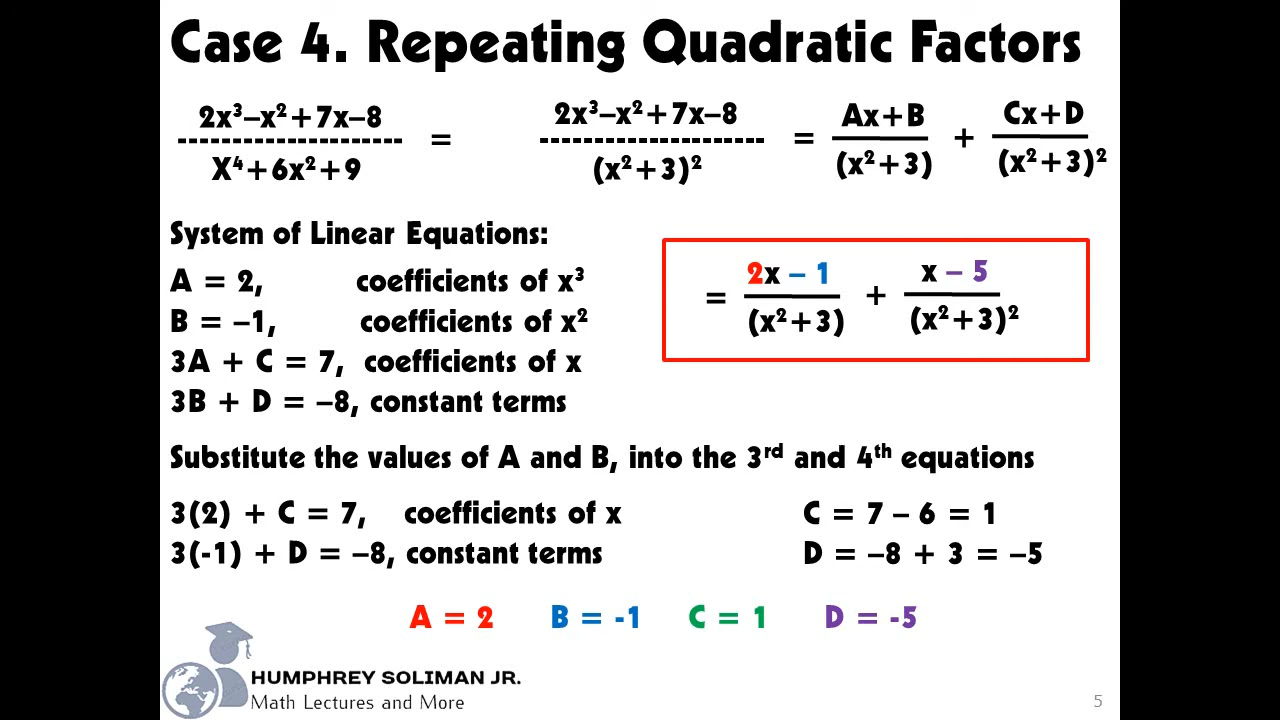 Case 4. Repeating Quadratic Factors
2x³–x²+7x–8 2x³–x²+7x–8 Ax+B Cx+D
-------------------- = -------------------- = ——— + ———
X⁴+6x²+9 (x²+3)² (x²+3) (x²+3)²
System of Linear Equations:
A = 2, coefficients of x³
B = –1, coefficients of x²
3A + C = 7, coefficients of x
3B + D = –8, constant terms
2x – 1 x – 5
= ——— + ———
(x²+3) (x²+3)²
Substitute the values of A and B, into the 3rd and 4th equations
3(2) + C = 7, coefficients of x C = 7 – 6 = 1
3(-1) + D = –8, constant terms D = –8 + 3 = –5
A = 2 B = -1 C = 1 D = -5
HUMPHREY SOLIMAN JR.
Math Lectures and More
5